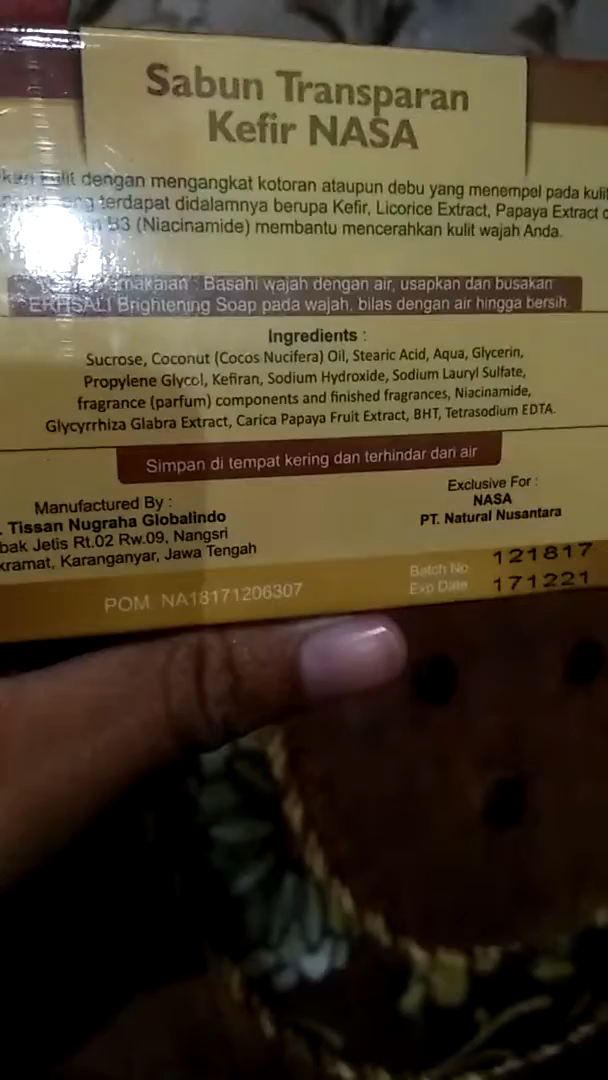 Sabun Transparan
Kefir NASA
kulit dengan mengangkat kotoran ataupun debu yang menempel pada kulit
terdapat didalamnya berupa Kefir, Licorice Extract, Papaya Extract
B3 (Niacinamide) membantu mencerahkan kulit wajah Anda.
makaian : Basahi wajah dengan air, usapkan dan busakan
ERHSALI Brightening Soap pada wajah, bilas dengan air hingga bersih.
Ingredients :
Sucrose, Coconut (Cocos Nucifera) Oil, Stearic Acid, Aqua, Glycerin,
Propylene Glycol, Kefiran, Sodium Hydroxide, Sodium Lauryl Sulfate,
fragrance (parfum) components and finished fragrances, Niacinamide,
Glycyrrhiza Glabra Extract, Carica Papaya Fruit Extract, BHT, Tetrasodium EDTA.
Simpan di tempat kering dan terhindar dari air
Manufactured By :
. Tissan Nugraha Globalindo
bak Jetis Rt.02 Rw.09, Nangsri
kramat, Karanganyar, Jawa Tengah
Exclusive For :
NASA
PT. Natural Nusantara
POM NA18171206307
Batch No 121817
Exp Date 171221